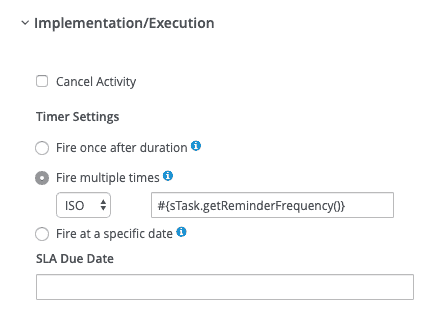 Implementation/Execution
Cancel Activity
Timer Settings
Fire once after duration
Fire multiple times
ISO #{sTask.getReminderFrequency()}
Fire at a specific date
SLA Due Date